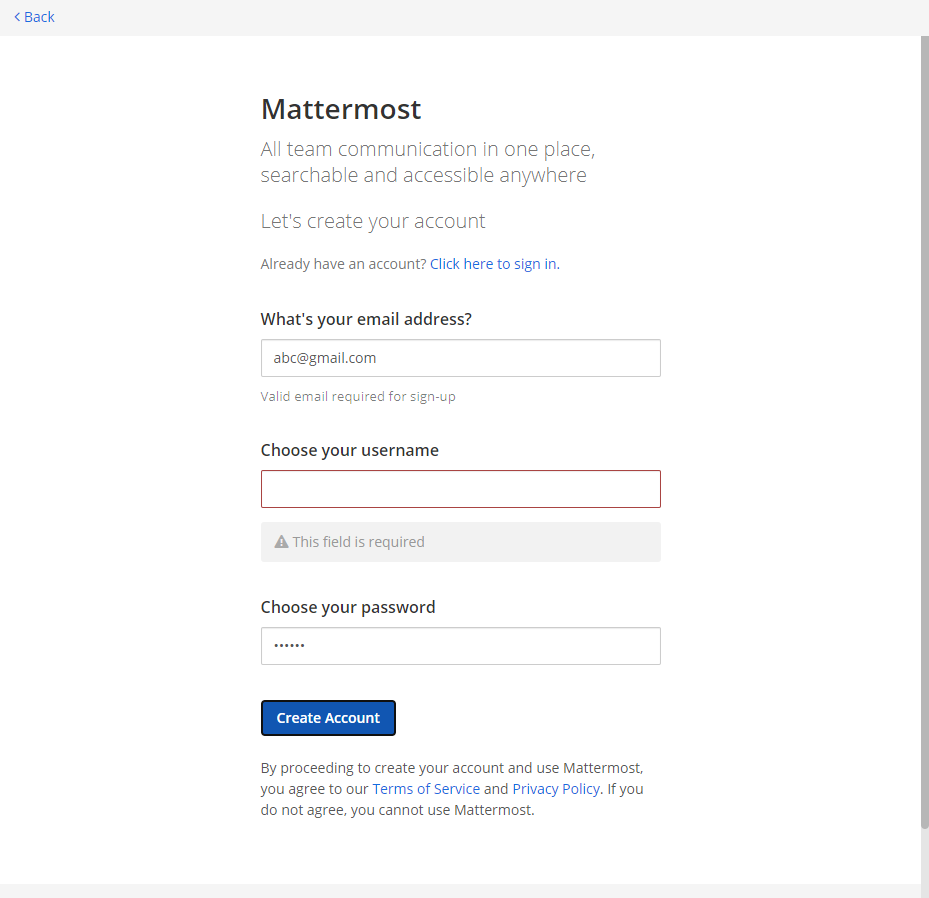 Back
Mattermost
All team communication in one place,
searchable and accessible anywhere
Let's create your account
Already have an account? Click here to sign in.
What's your email address?
abc@gmail.com
Valid email required for sign-up
Choose your username
This field is required
Choose your password
••••••
Create Account
By proceeding to create your account and use Mattermost,
you agree to our Terms of Service and Privacy Policy. If you
do not agree, you cannot use Mattermost.